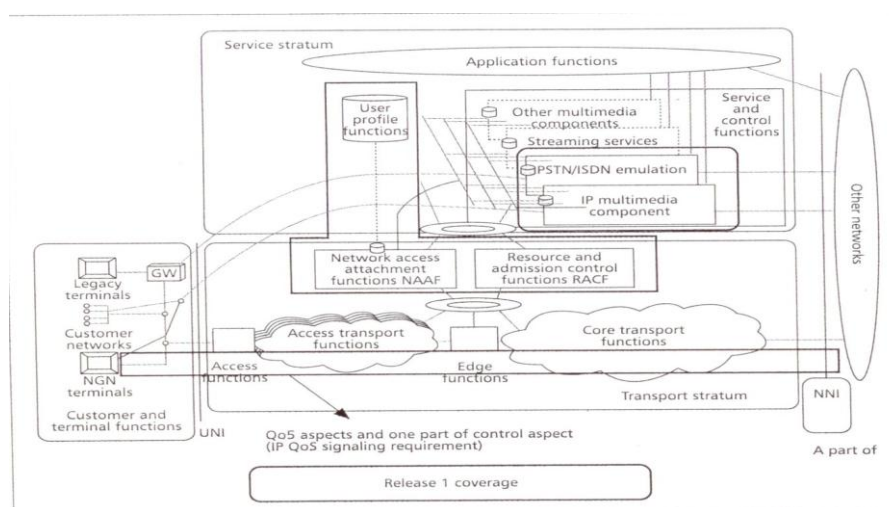 Service stratum
Application functions
User
profile
functions
Other multimedia
components
Service
and
control
functions
Streaming services
PSTN/ISDN emulation
IP multimedia
component
Other networks
Network access
attachment
functions NAAF
Resource and
admission control
functions RACF
GW
Legacy
terminals
Customer
networks
NGN
terminals
Customer and
terminal functions
UNI
Access transport
functions
Access
functions
Edge
functions
Core transport
functions
Transport stratum
NNI
QoS aspects and one part of control aspect
(IP QoS signaling requirement)
A part of
Release 1 coverage